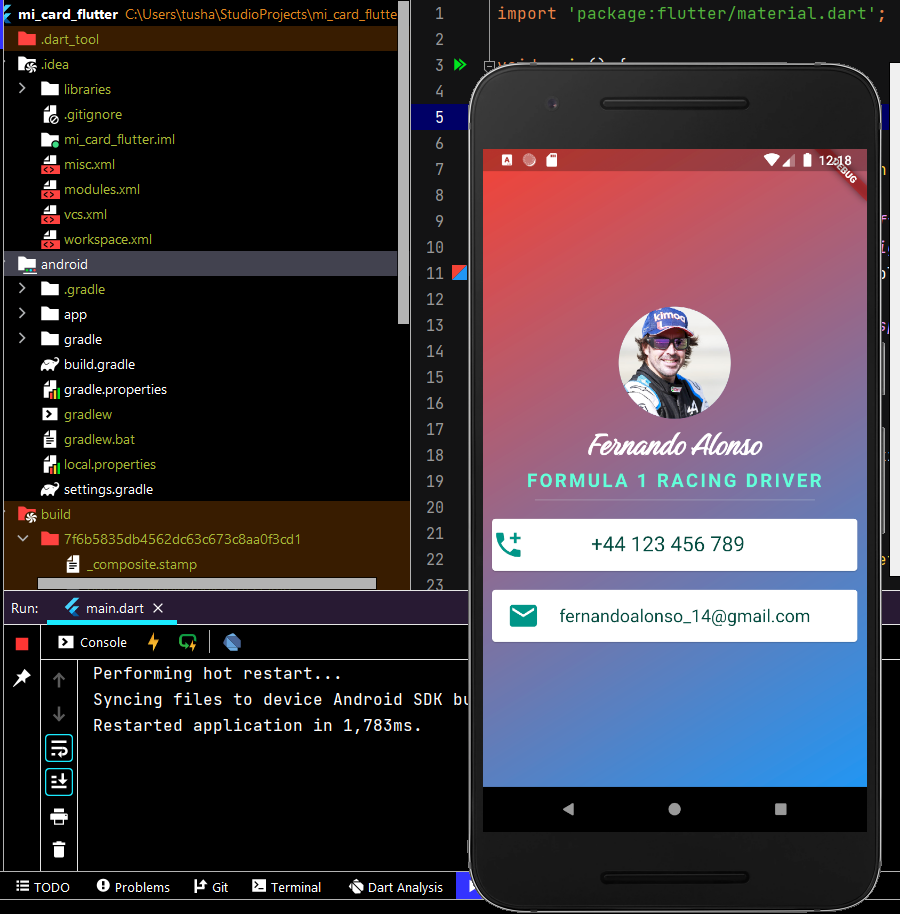 mi_card_flutter C:\Users\tusha\StudioProjects\mi_card_flutte
.dart_tool
.idea
libraries
.gitignore
mi_card_flutter.iml
misc.xml
modules.xml
vcs.xml
workspace.xml
android
.gradle
app
gradle
build.gradle
gradle.properties
gradlew
gradlew.bat
local.properties
settings.gradle
build
7f6b5835db4562dc63c673c8aa0f3cd1
_composite.stamp
1 import 'package:flutter/material.dart';
2
3
4
5
6
7
8
9
10
11
12
13
14
15
16
17
18
19
20
21
22
23
12:18
DEBUG
kimoa
Fernando Alonso
FORMULA 1 RACING DRIVER
+44 123 456 789
fernandoalonso_14@gmail.com
Run: main.dart
Console
Performing hot restart...
Syncing files to device Android SDK bu
Restarted application in 1,783ms.
TODO Problems Git Terminal Dart Analysis